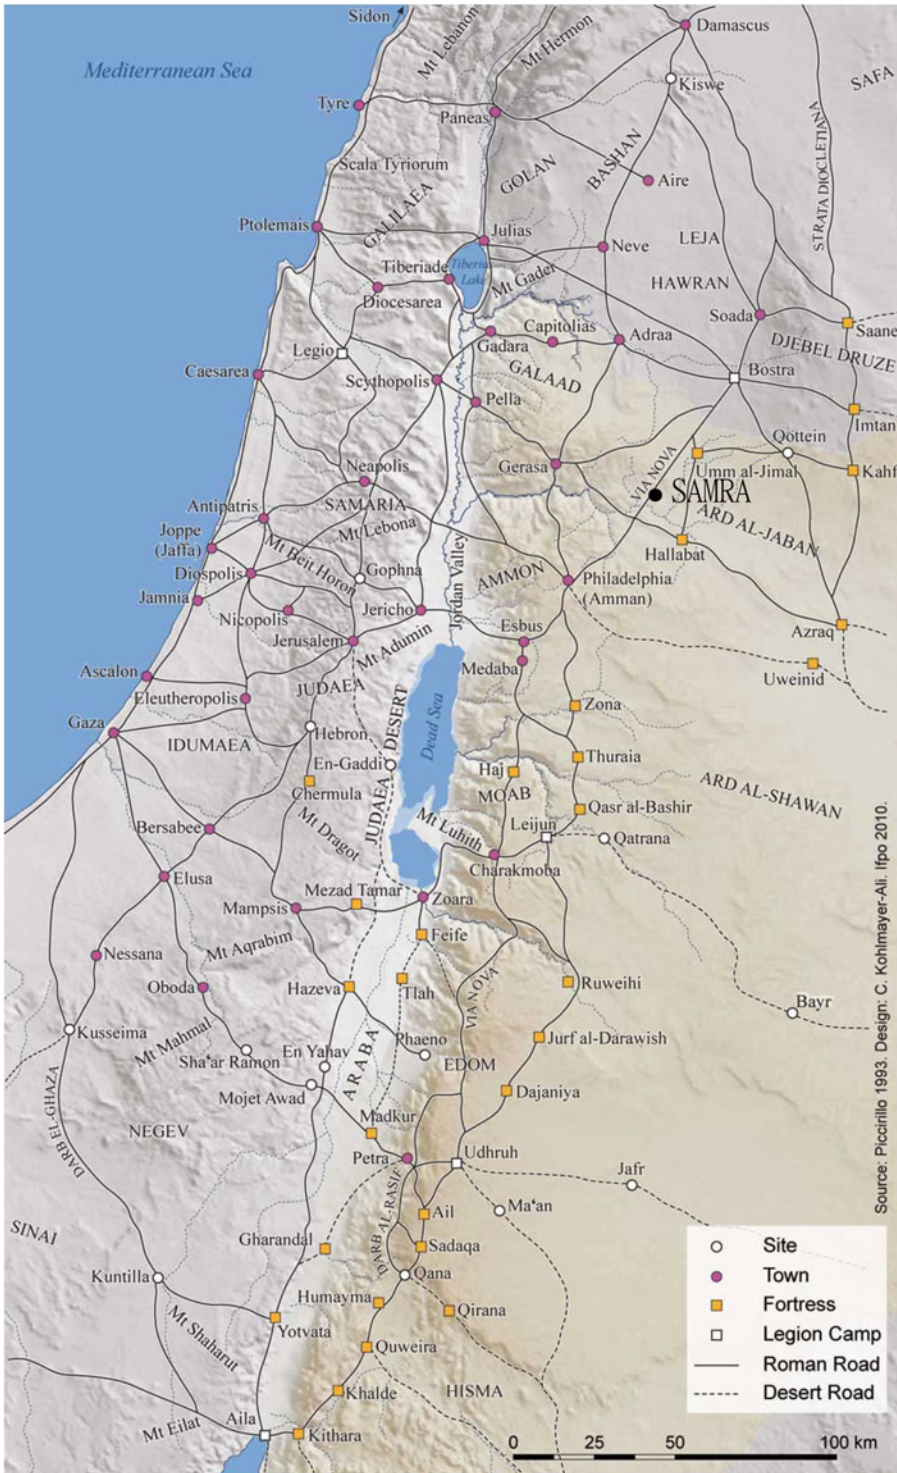 Sidon
Mt Lebanon
Mt Hermon
Damascus
Mediterranean Sea
Kiswe
SAFA
Tyre
Paneas
Scala Tyriorum
GOLAN
BASHAN
Aire
STRATA DIOCLETIANA
GALILAEA
Ptolemais
Julias
Neve
LEJA
Tiberiade
Tiberias
Lake
Mt Gader
HAWRAN
Diocesarea
Capitolias
Soada
Saane
Legio
Gadara
Adraa
DJEBEL DRUZE
Caesarea
Scythopolis
GALAAD
Bostra
Pella
Imtan
Qottein
Neapolis
Gerasa
VIA NOVA
Umm al-Jimal
Kahf
SAMARIA
SAMRA
Antipatris
Mt Lebona
ARD AL-JABAN
Joppe
(Jaffa)
Mt Beit Horon
Jordan Valley
Hallabat
Diospolis
Gophna
AMMON
Philadelphia
(Amman)
Jamnia
Nicopolis
Jericho
Esbus
Azraq
Jerusalem
Mt Adumin
Medaba
Uweinid
Ascalon
Eleutheropolis
JUDAEA
Dead Sea
Zona
Gaza
Hebron
JUDAEA DESERT
IDUMAEA
En-Gaddi
Thuraia
Chermula
Haj
MOAB
ARD AL-SHAWAN
Qasr al-Bashir
Bersabee
Mt Dragot
Mt Luhith
Leijun
Qatrana
Charakmoba
Elusa
Mezad Tamar
Mampsis
Zoara
Feife
Mt Aqrabim
Nessana
Oboda
Hazeva
Tlah
VIA NOVA
Ruweihi
Bayr
Kusseima
Mt Mahmal
Sha'ar Ramon
En Yahav
Phaeno
Jurf al-Darawish
ARABA
EDOM
Mojet Awad
Dajaniya
DARB EL-GHAZA
NEGEV
Madkur
Petra
Udhruh
Jafr
DARB AL-RASIF
Ail
Ma'an
SINAI
Gharandal
Sadaqa
Kuntilla
Qana
Humayma
Qirana
Mt Shaharut
Yotvata
Quweira
Khalde
HISMA
Mt Eilat
Aila
Kithara
Source: Piccirillo 1993. Design: C. Kohlmayer-Ali. Ifpo 2010.
Site
Town
Fortress
Legion Camp
Roman Road
Desert Road
0 25 50 100 km